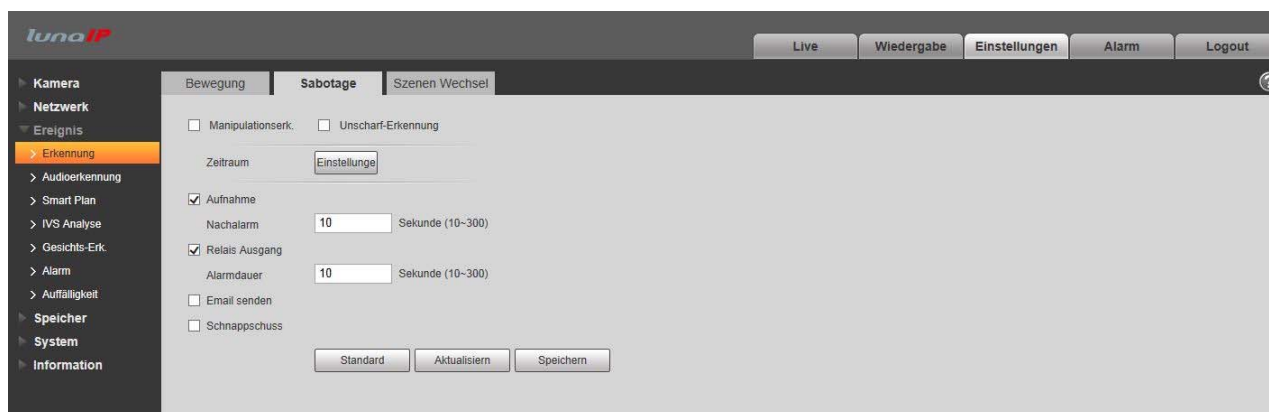 lunaIP
Live Wiedergabe Einstellungen Alarm Logout
Kamera
Netzwerk
Ereignis
> Erkennung
> Audioerkennung
> Smart Plan
> IVS Analyse
> Gesichts-Erk.
> Alarm
> Auffälligkeit
Speicher
System
Information
Bewegung Sabotage Szenen Wechsel
?
Manipulationserk. Unscharf-Erkennung
Zeitraum Einstellunge
Aufnahme
Nachalarm 10 Sekunde (10~300)
Relais Ausgang
Alarmdauer 10 Sekunde (10~300)
Email senden
Schnappschuss
Standard Aktualisiern Speichern